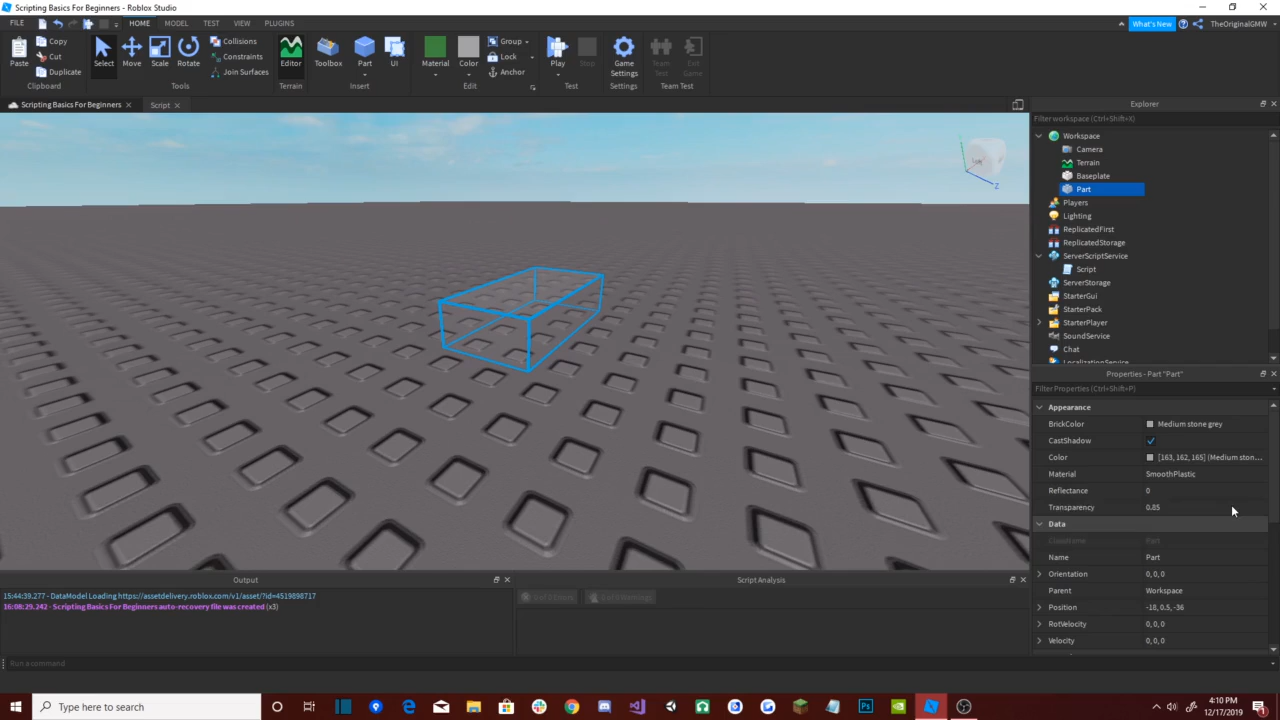 Scripting Basics For Beginners - Roblox Studio
FILE HOME MODEL TEST VIEW PLUGINS What's New TheOriginalGMW
Copy Collisions Group
Cut Constraints Lock
Duplicate Join Surfaces Anchor
Paste Select Move Scale Rotate Editor Toolbox Part UI Material Color Play Stop Game Settings Team Test Exit Game
Clipboard Tools Terrain Insert Edit Test Settings Team Test
Scripting Basics For Beginners Script
Explorer
Filter workspace (Ctrl+Shift+X)
Workspace
Camera
Terrain
Baseplate
Part
Players
Lighting
ReplicatedFirst
ReplicatedStorage
ServerScriptService
Script
ServerStorage
StarterGui
StarterPack
StarterPlayer
SoundService
Chat
LocalizationService
Z
Properties - Part "Part"
Filter Properties (Ctrl+Shift+P)
Appearance
BrickColor Medium stone grey
CastShadow
Color [163, 162, 165] (Medium ston...
Material SmoothPlastic
Reflectance 0
Transparency 0.85
Data
ClassName Part
Name Part
Orientation 0, 0, 0
Parent Workspace
Position -18, 0.5, -36
RotVelocity 0, 0, 0
Velocity 0, 0, 0
Output
15:44:39.277 - DataModel Loading https://assetdelivery.roblox.com/v1/asset/?id=4519898717
16:08:29.242 - Scripting Basics For Beginners auto-recovery file was created (x3)
Script Analysis
Run a command
Type here to search
4:10 PM
12/17/2019